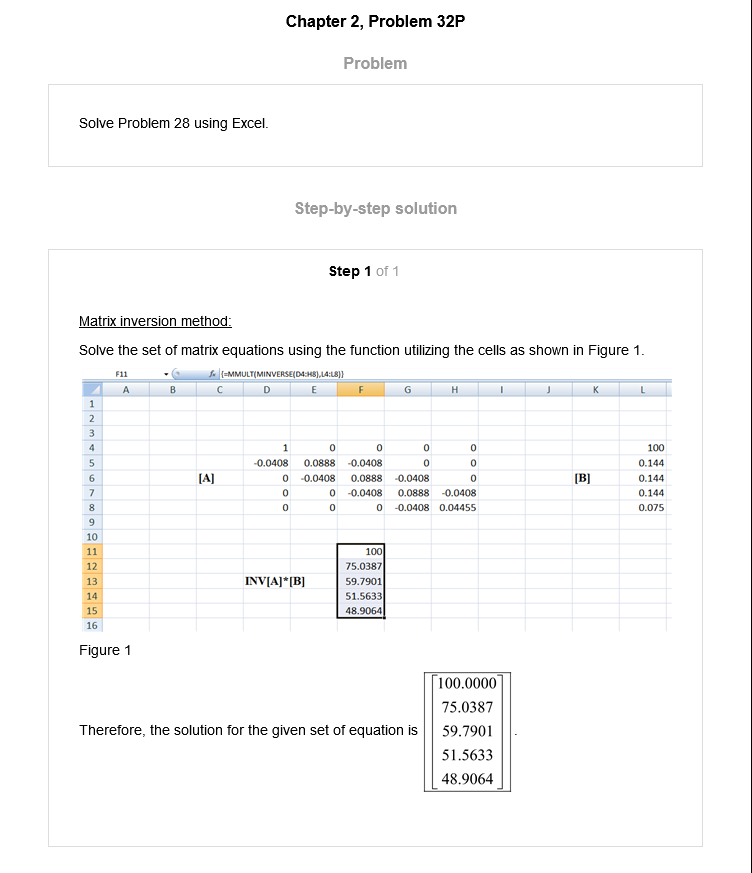 Chapter 2, Problem 32P
Problem
Solve Problem 28 using Excel.
Step-by-step solution
Step 1 of 1
Matrix inversion method:
Solve the set of matrix equations using the function utilizing the cells as shown in Figure 1.
F11 fx {=MMULT(MINVERSE(D4:H8),L4:L8)}
A B C D E F G H I J K L
1
2
3
4 1 0 0 0 0 100
5 -0.0408 0.0888 -0.0408 0 0 0.144
6 [A] 0 -0.0408 0.0888 -0.0408 0 [B] 0.144
7 0 0 -0.0408 0.0888 -0.0408 0.144
8 0 0 0 -0.0408 0.04455 0.075
9
10
11 100
12 75.0387
13 INV[A]*[B] 59.7901
14 51.5633
15 48.9064
16
Figure 1
Therefore, the solution for the given set of equation is
100.0000
75.0387
59.7901
51.5633
48.9064
.